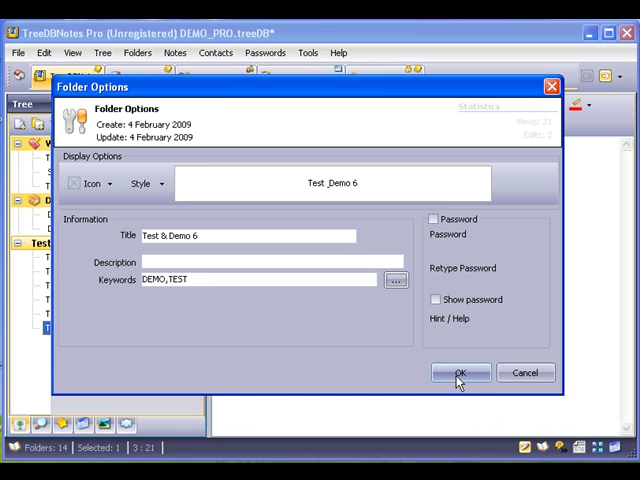 TreeDBNotes Pro (Unregistered) DEMO_PRO.treeDB*
File Edit View Tree Folders Notes Contacts Passwords Tools Help
Folder Options
Folder Options
Create: 4 February 2009
Update: 4 February 2009
Statistics
Views: 21
Edits: 2
Tree
Display Options
Icon Style Test _Demo 6
Information
Title Test & Demo 6
Description
Keywords DEMO,TEST ...
Password
Password
Retype Password
Show password
Hint / Help
Test
OK Cancel
Folders: 14 Selected: 1 3 : 21